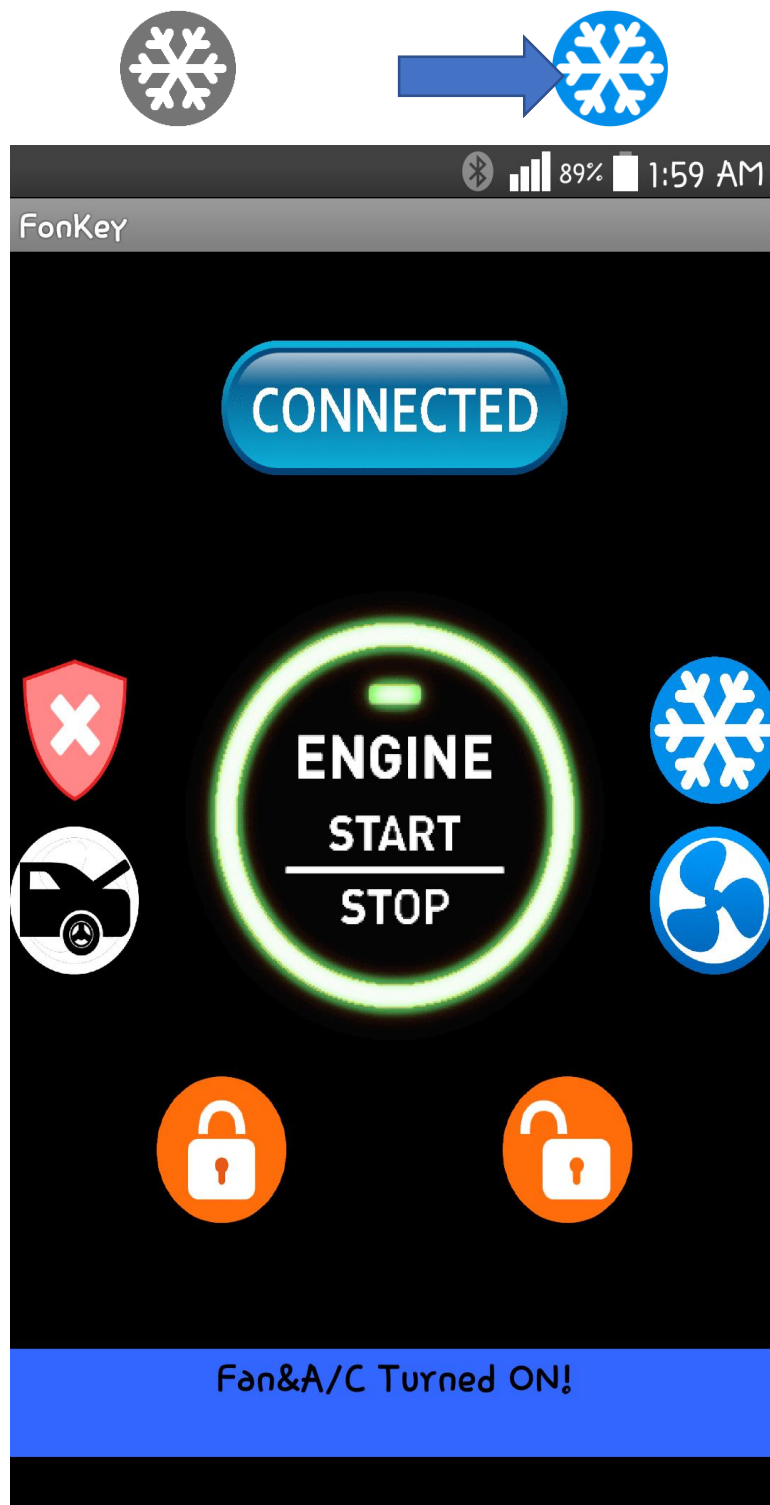 89% 1:59 AM
FonKey
CONNECTED
ENGINE
START
STOP
Fan&A/C Turned ON!